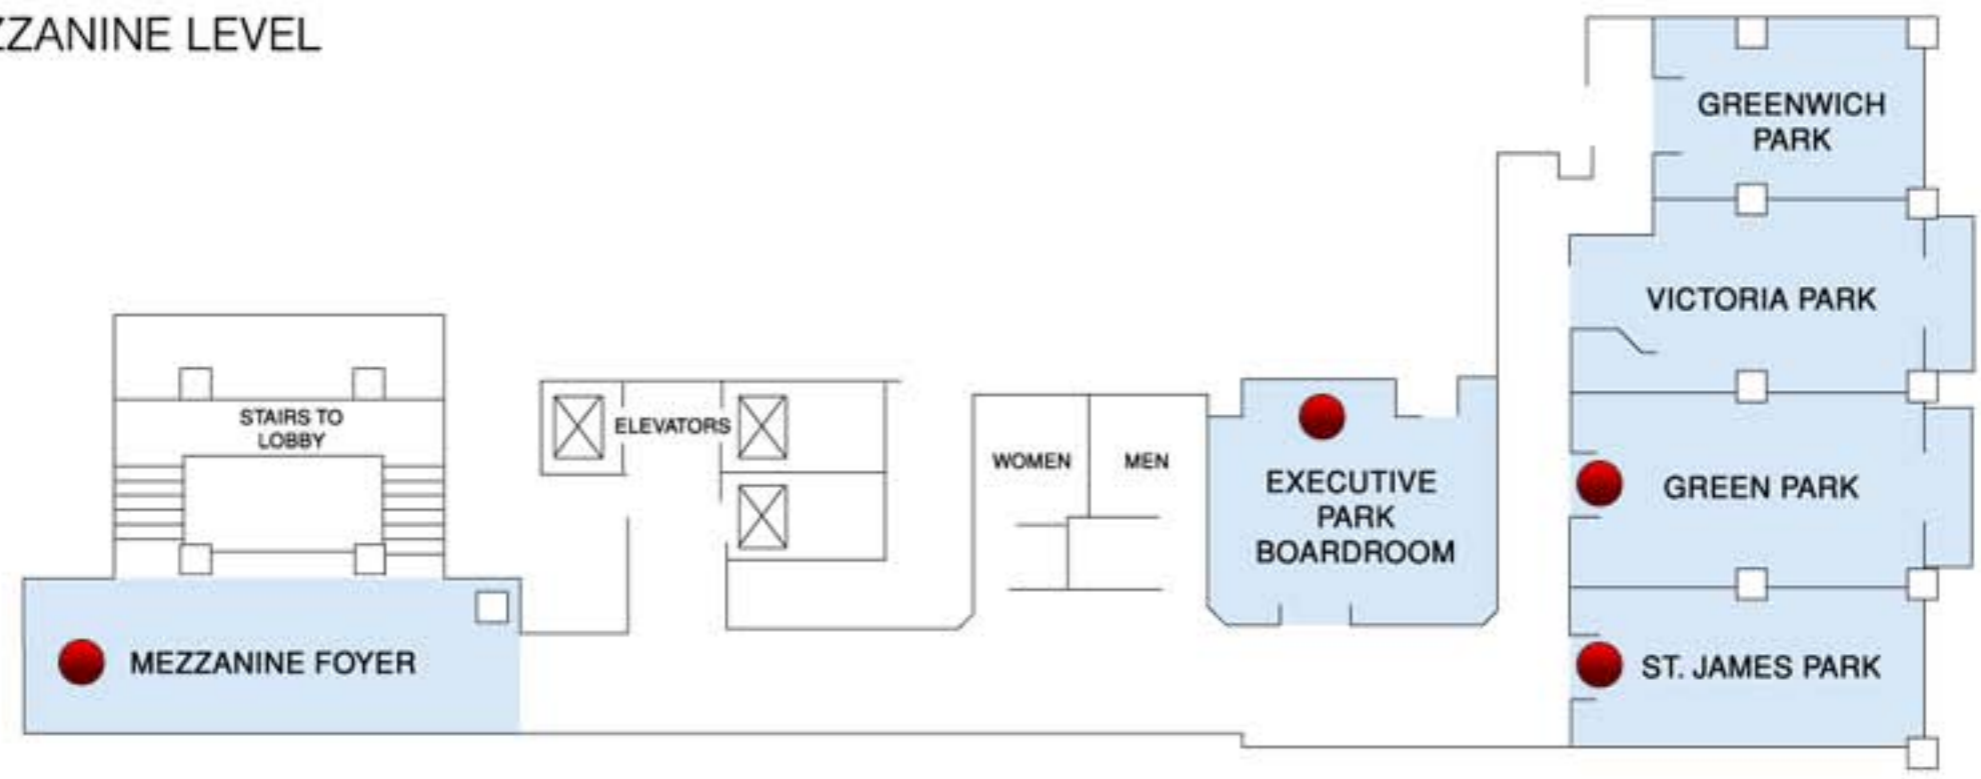 ZZANINE LEVEL
GREENWICH
PARK
VICTORIA PARK
STAIRS TO
LOBBY
ELEVATORS
WOMEN
MEN
EXECUTIVE
PARK
BOARDROOM
GREEN PARK
MEZZANINE FOYER
ST. JAMES PARK